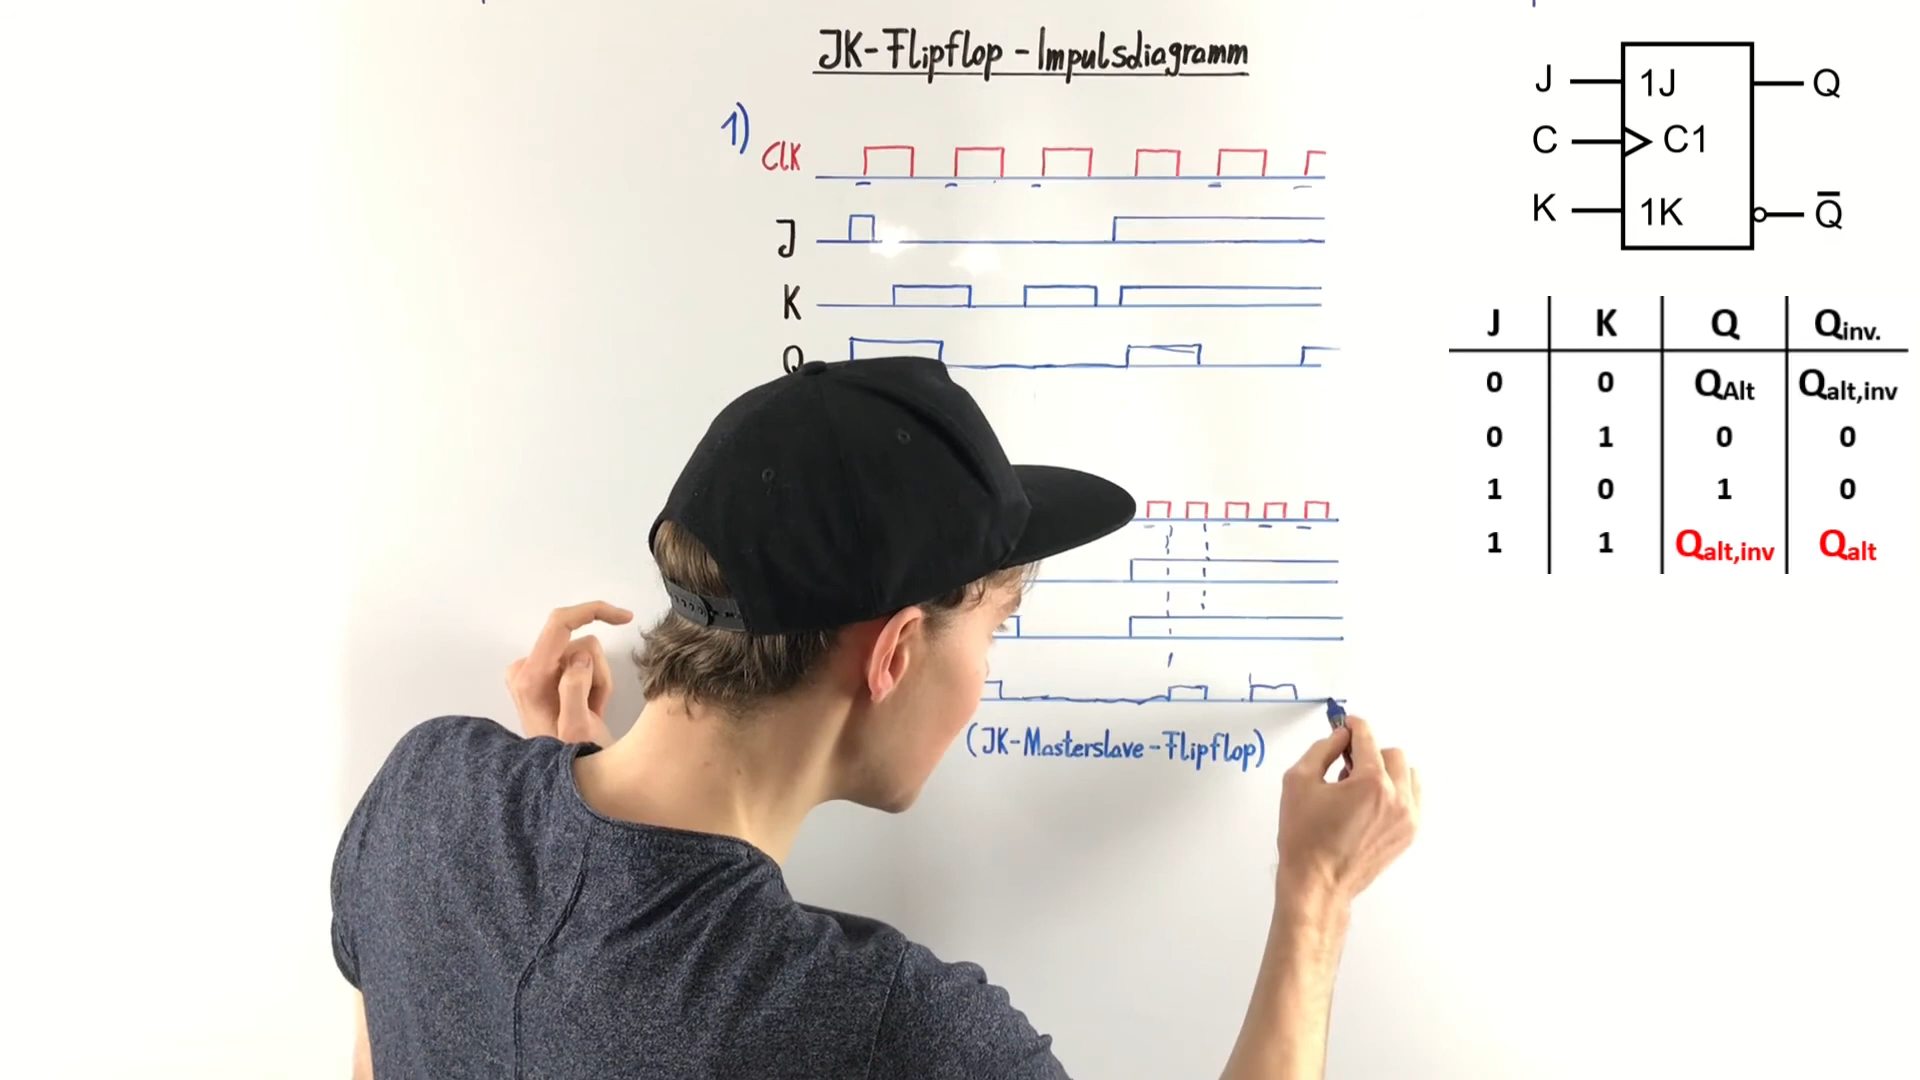 JK-Flipflop - Impulsdiagramm
1)
CLK
J
K
Q
(JK-Masterslave-Flipflop)
J 1J Q
C C1
K 1K Q̅
J K Q Qinv.
0 0 QAlt Qalt,inv
0 1 0 0
1 0 1 0
1 1 Qalt,inv Qalt